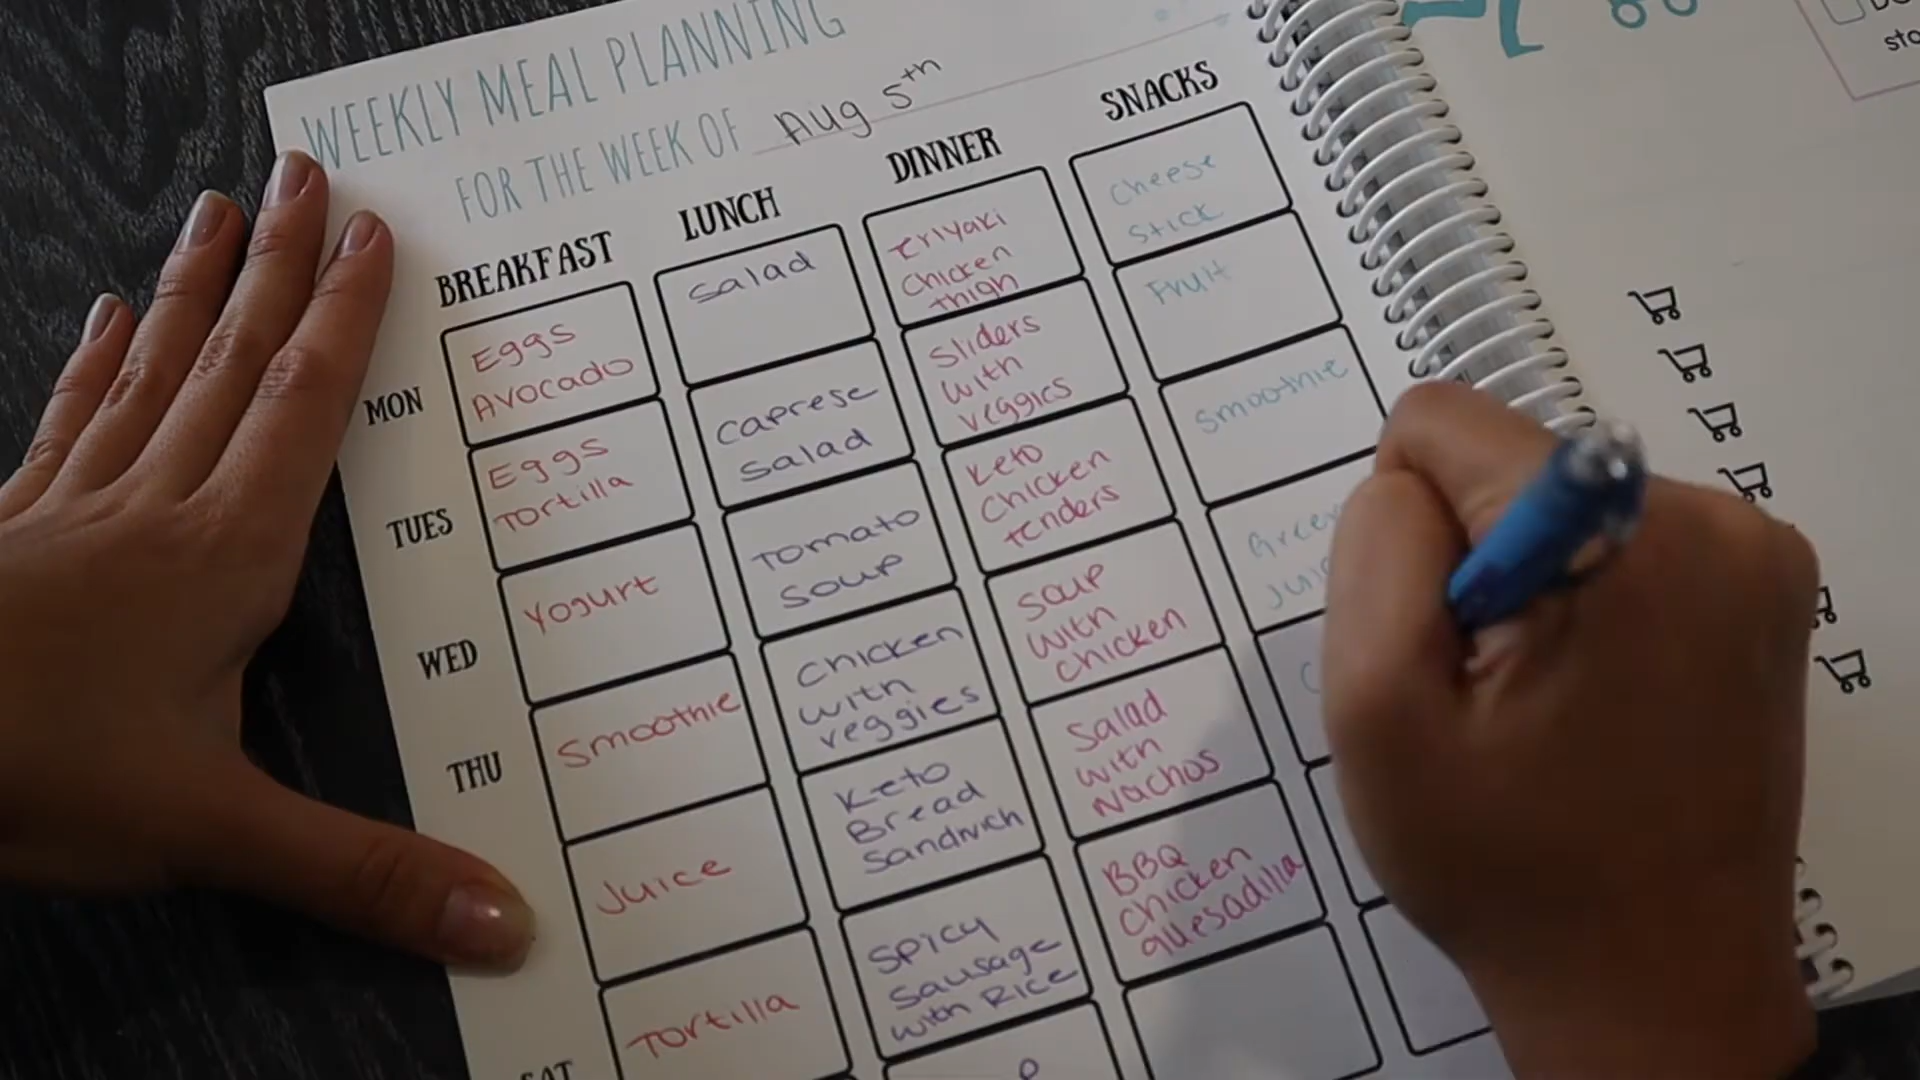 WEEKLY MEAL PLANNING
FOR THE WEEK OF Aug 5th
BREAKFAST
LUNCH
DINNER
SNACKS
MON
Eggs
Avocado
Salad
triyaki
Chicken
thigh
cheese
stick
TUES
Eggs
Tortilla
caprese
salad
Sliders
with
veggies
Fruit
WED
Yogurt
Tomato
soup
Keto
Chicken
tenders
Smoothie
THU
Smoothie
Chicken
with
veggies
soup
with
chicken
Juice
Keto
Bread
Sandwich
Salad
with
Nachos
SAT
Tortilla
Spicy
Sausage
with Rice
BBQ
chicken
quesadilla